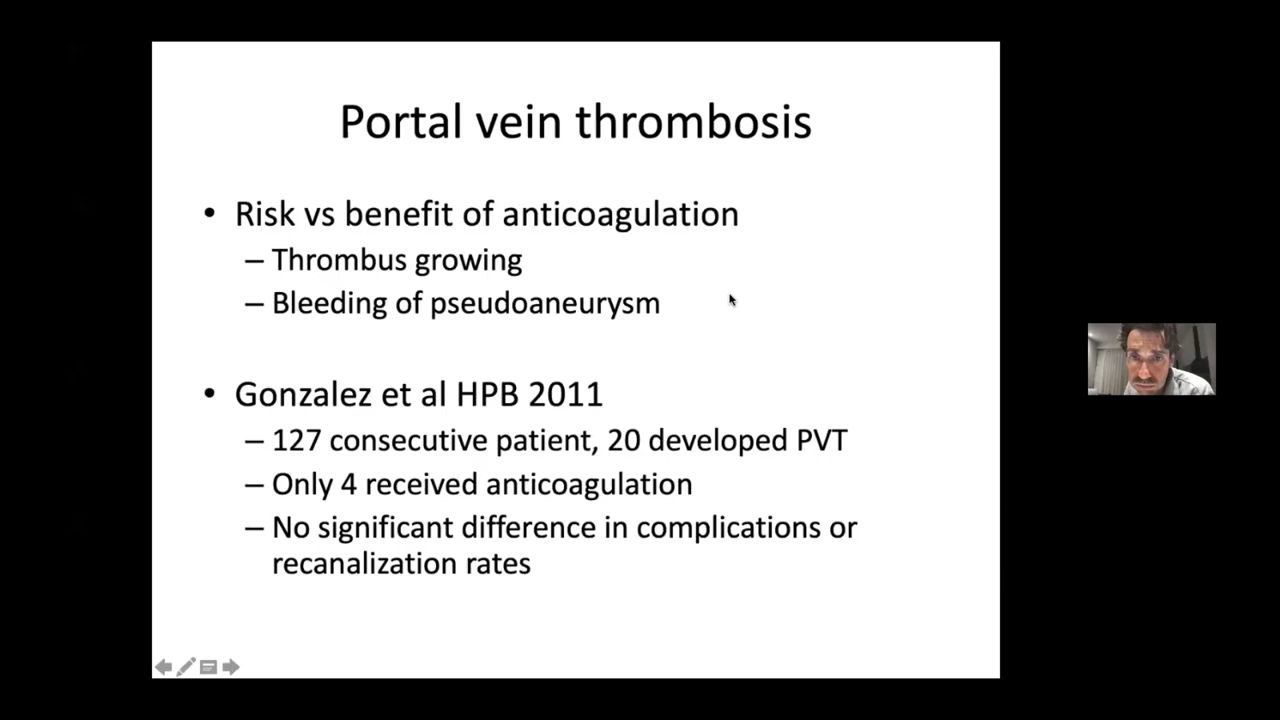 Portal vein thrombosis
• Risk vs benefit of anticoagulation
– Thrombus growing
– Bleeding of pseudoaneurysm
• Gonzalez et al HPB 2011
– 127 consecutive patient, 20 developed PVT
– Only 4 received anticoagulation
– No significant difference in complications or
recanalization rates